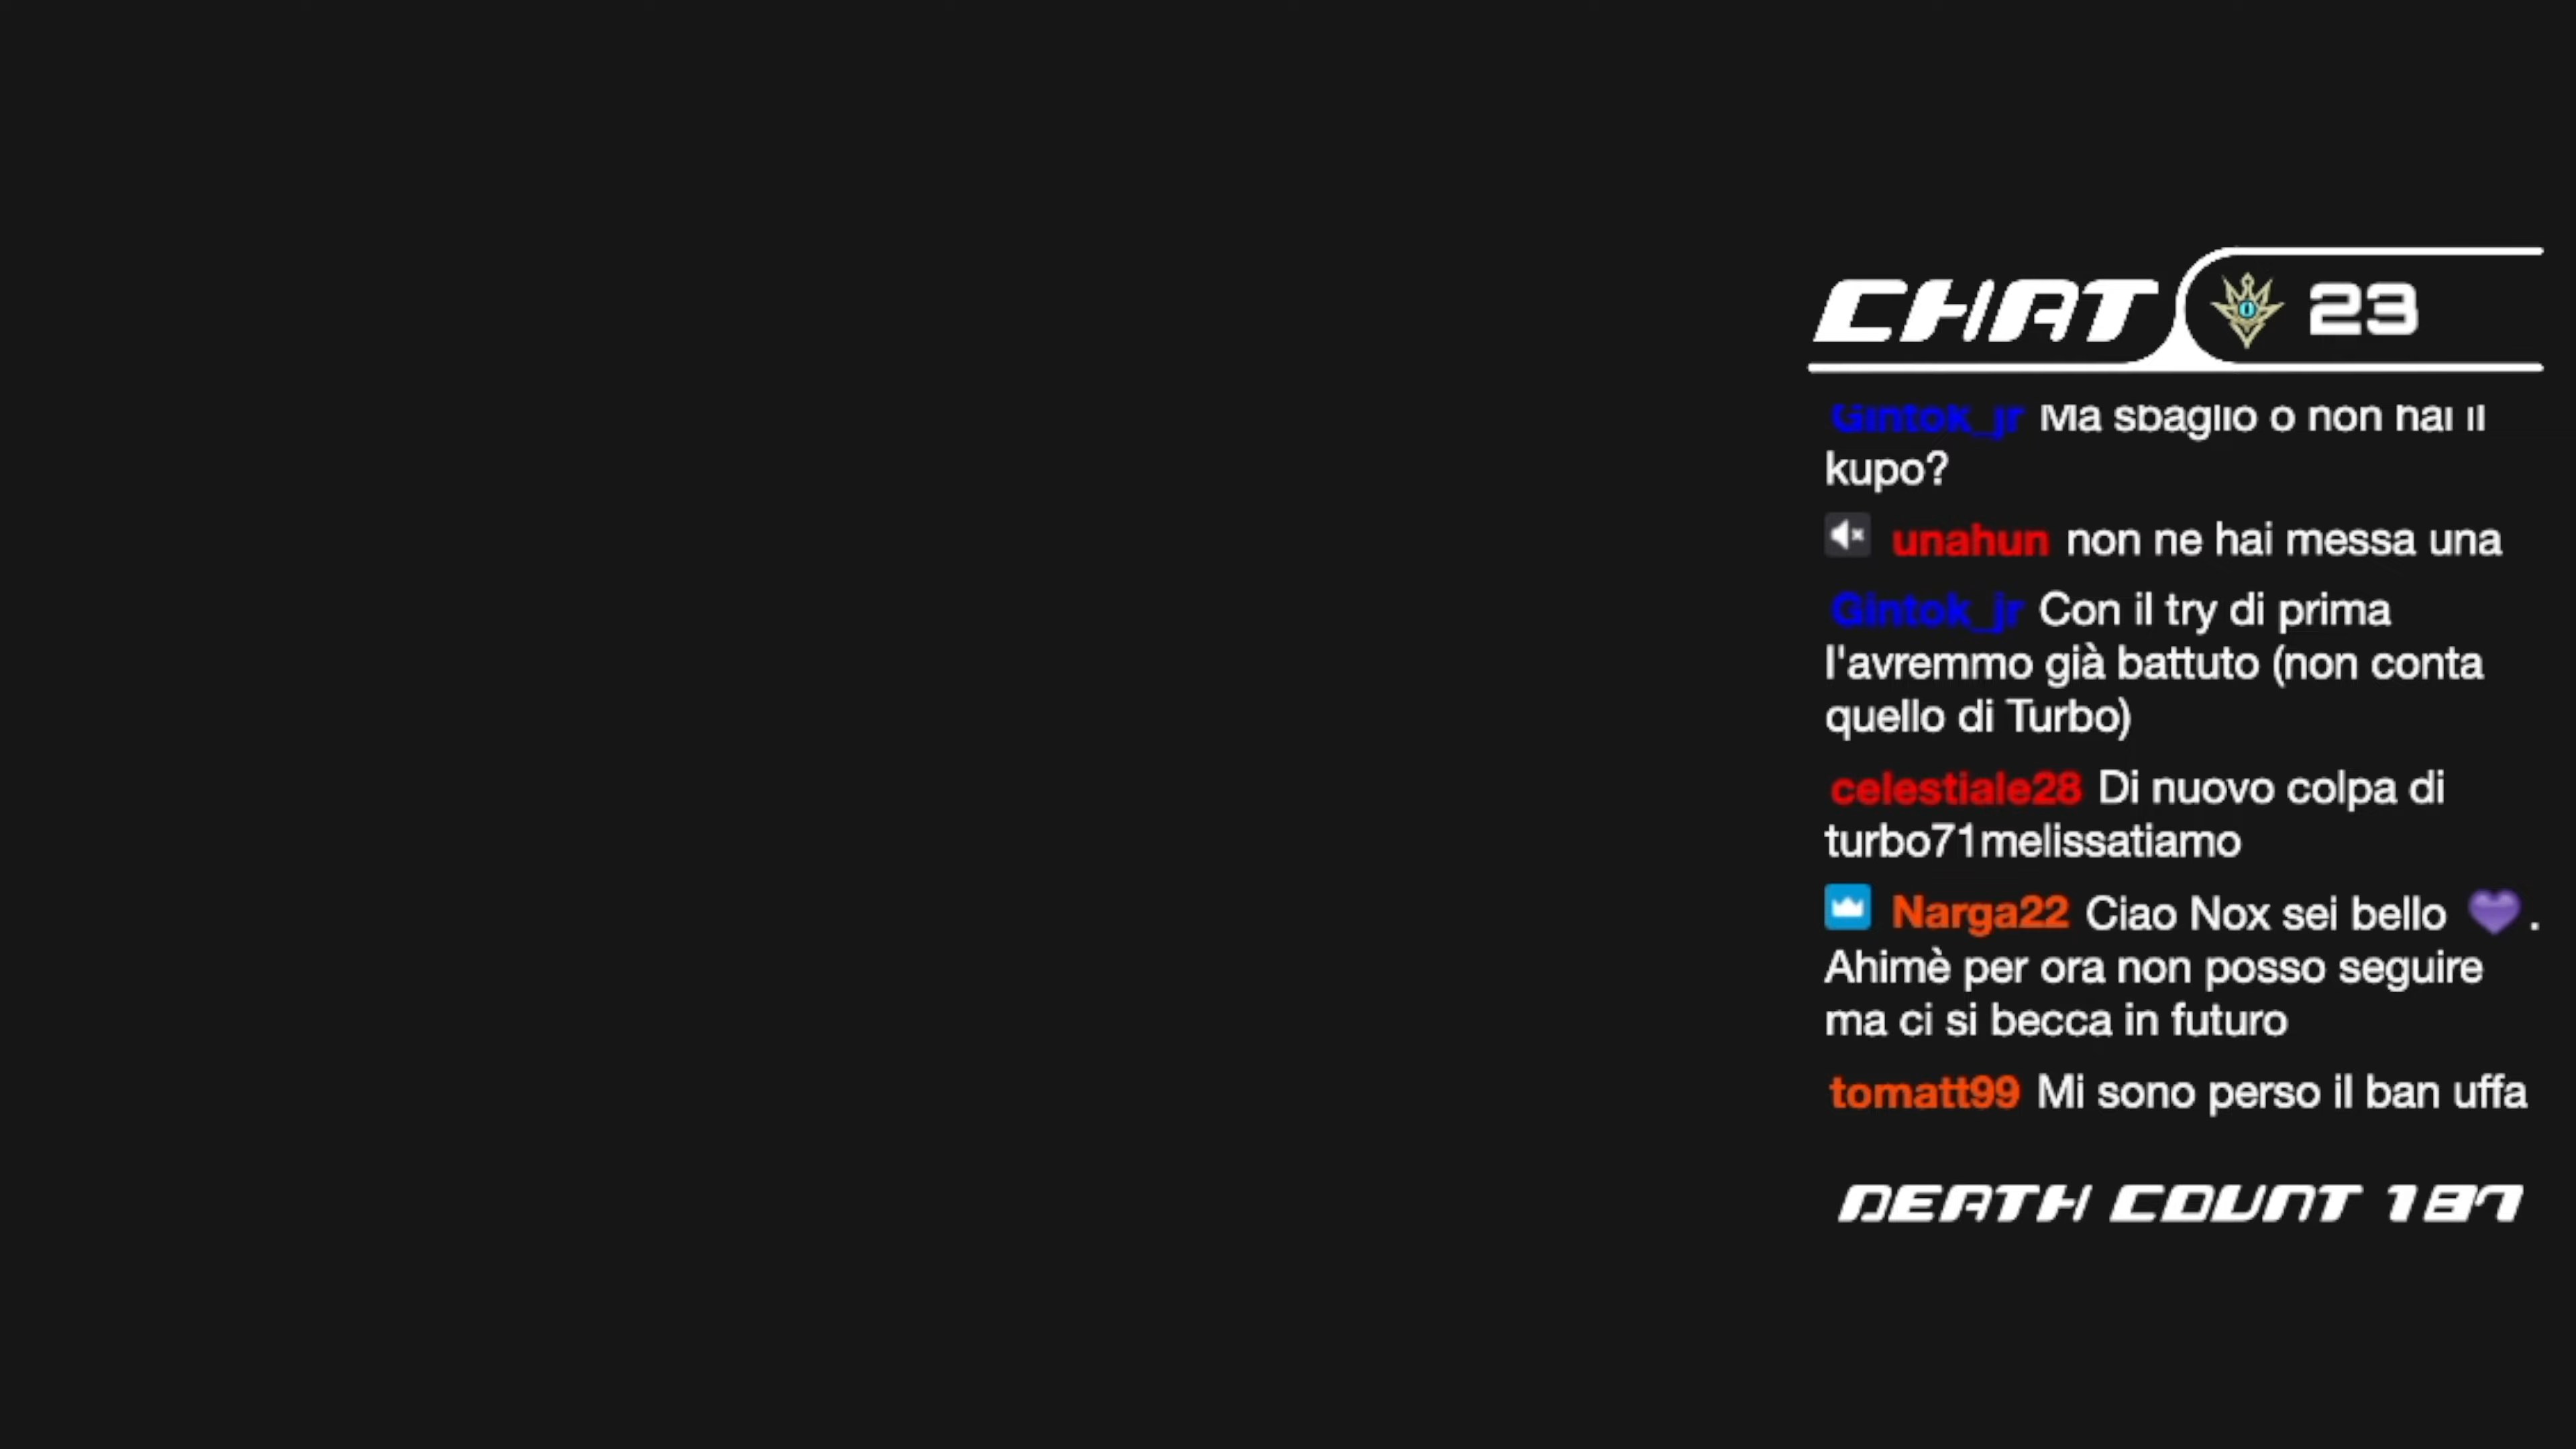 CHAT 23
Gintok_jr Ma sbaglio o non hai il
kupo?
unahun non ne hai messa una
Gintok_jr Con il try di prima
l'avremmo già battuto (non conta
quello di Turbo)
celestiale28 Di nuovo colpa di
turbo71melissatiamo
Narga22 Ciao Nox sei bello 💜.
Ahimè per ora non posso seguire
ma ci si becca in futuro
tomatt99 Mi sono perso il ban uffa
DEATH COUNT 187